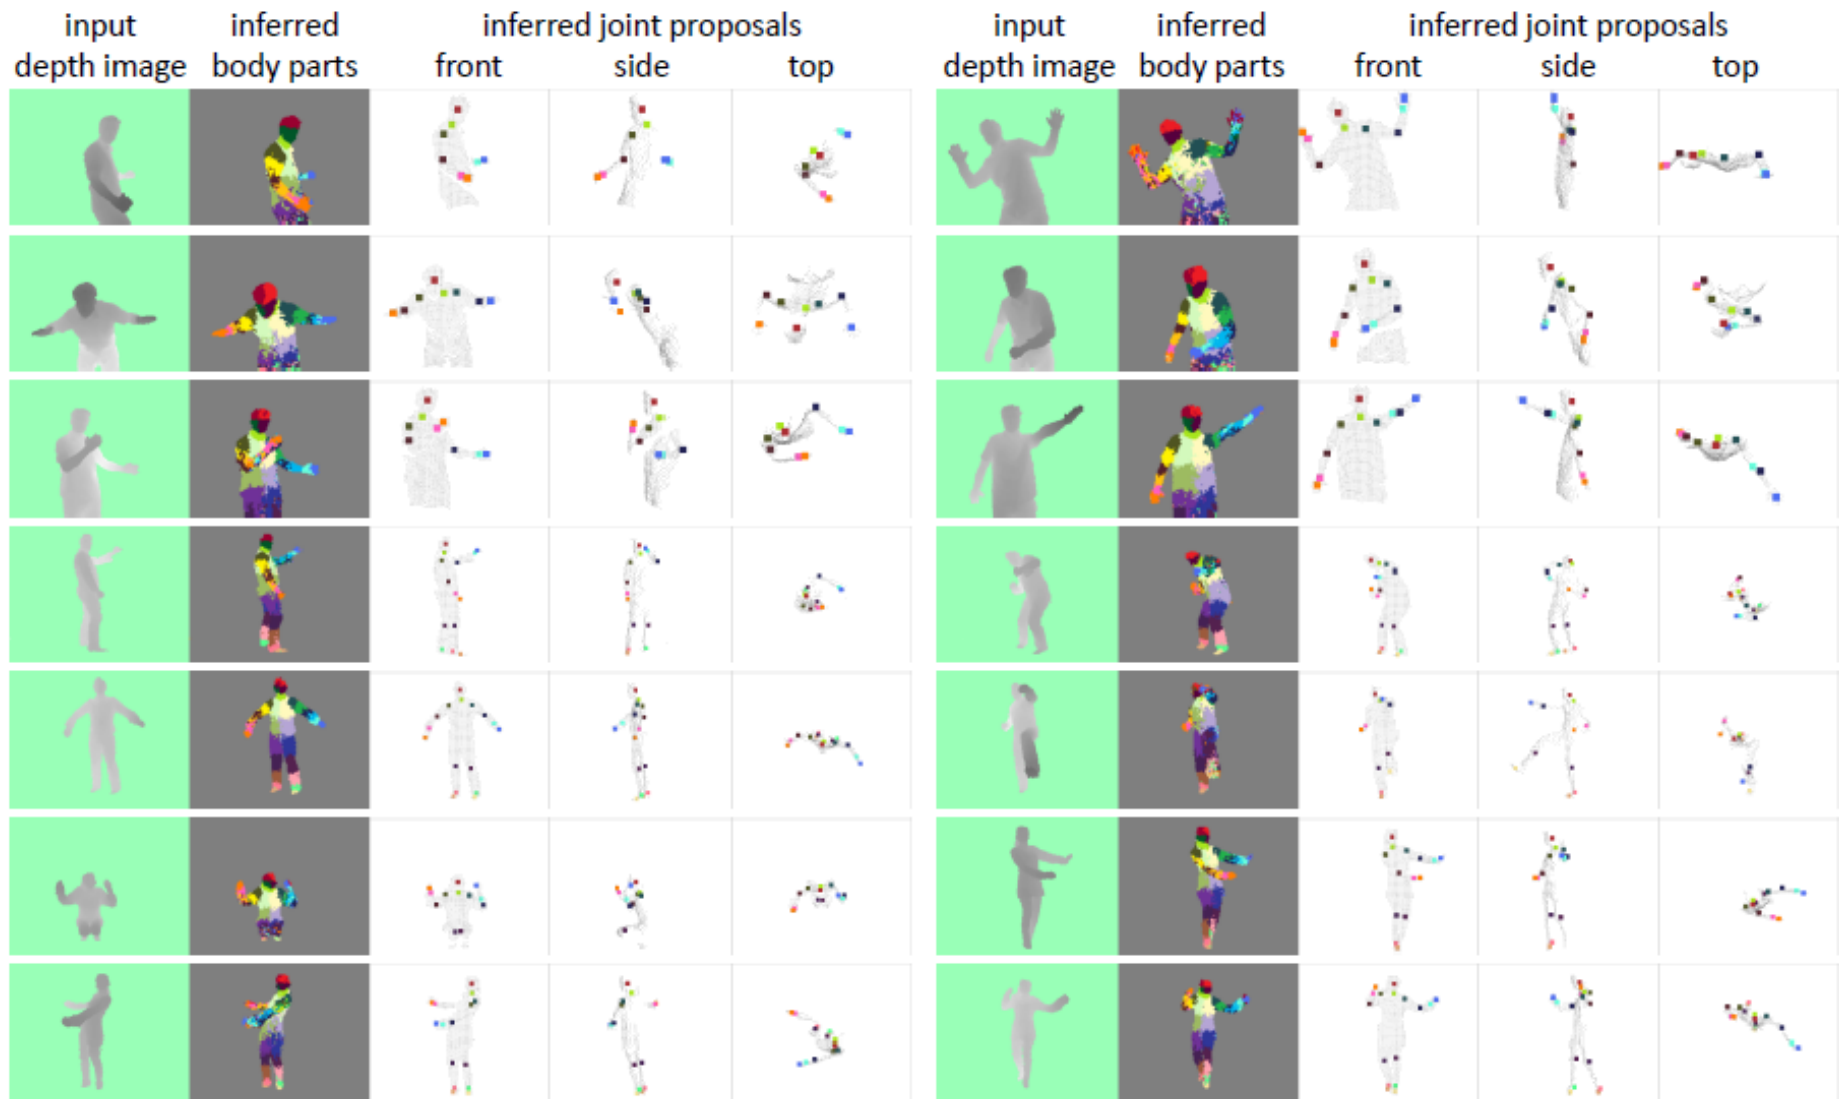 input inferred inferred joint proposals input inferred inferred joint proposals
depth image body parts front side top depth image body parts front side top